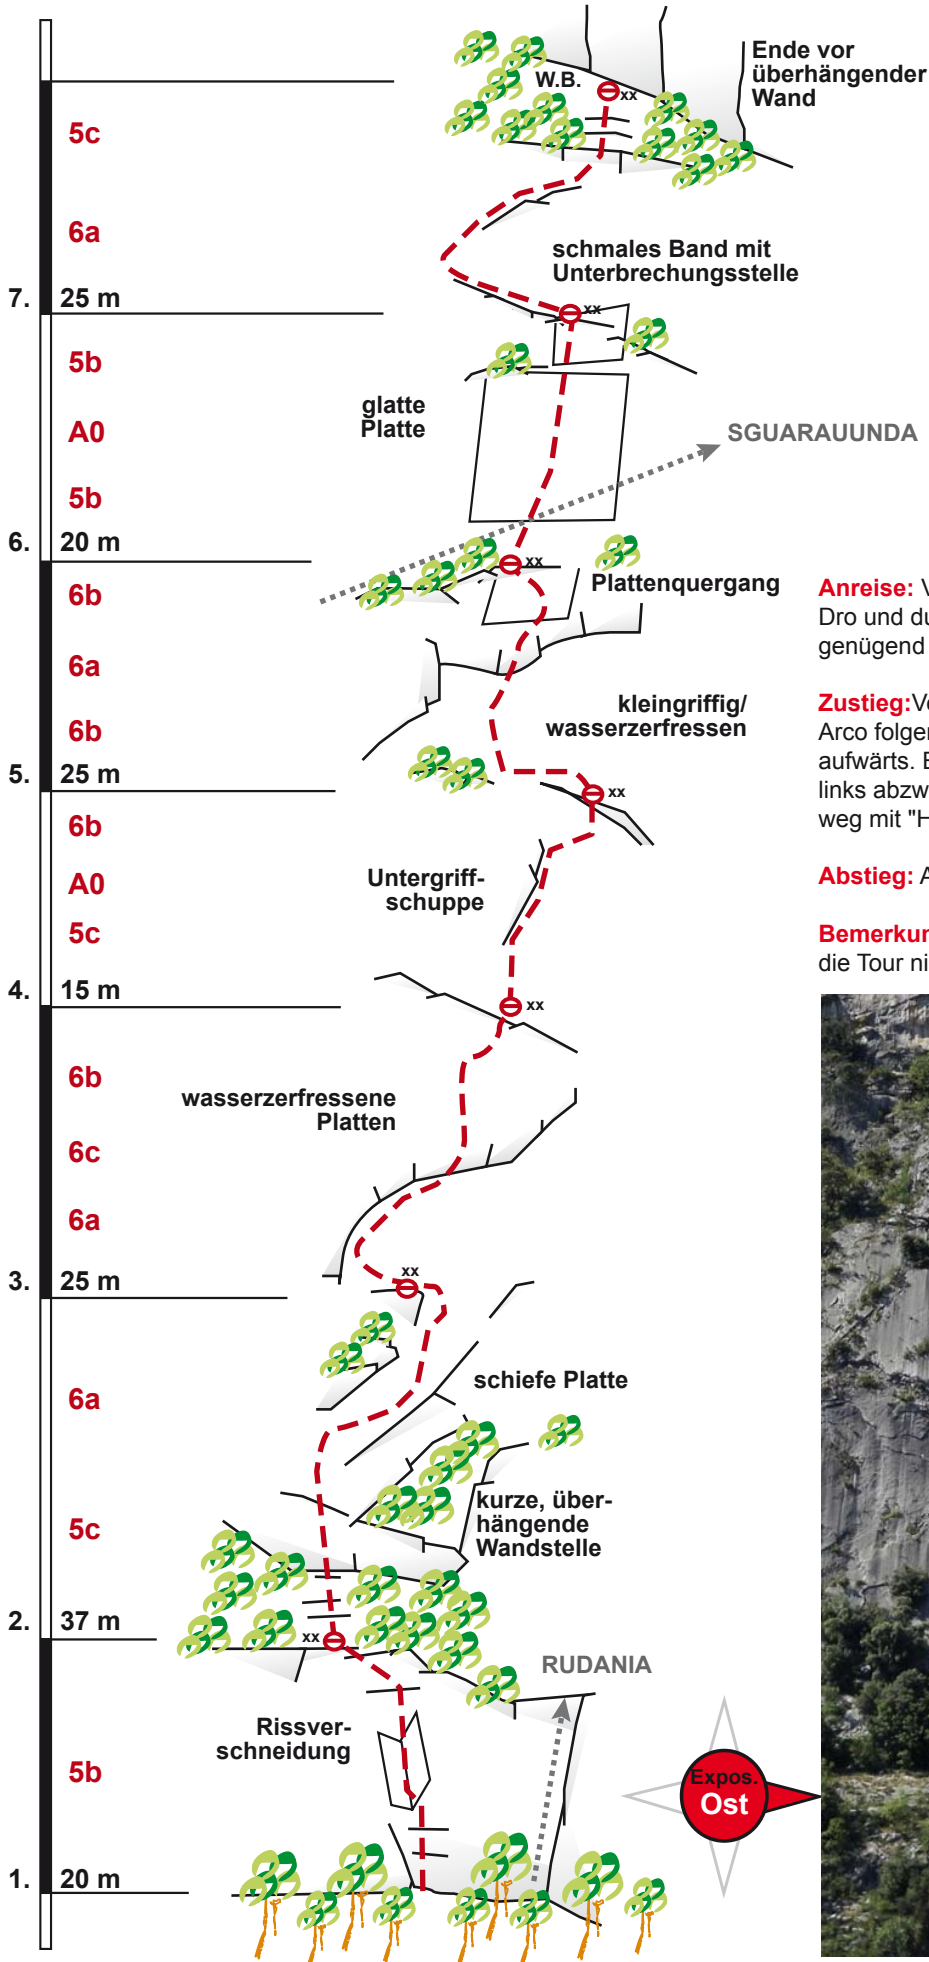 Ende vor
überhängender
Wand
W.B.
xx
5c
6a
schmales Band mit
Unterbrechungsstelle
7. 25 m
xx
5b
glatte
Platte
A0
SGUARAUUNDA
5b
6. 20 m
xx
6b
Plattenquergang
6a
kleingriffig/
wasserzerfressen
6b
5. 25 m
xx
6b
Untergriff-
schuppe
A0
5c
4. 15 m
xx
6b
wasserzerfressene
Platten
6c
6a
3. 25 m
xx
6a
schiefe Platte
kurze, über-
hängende
Wandstelle
5c
2. 37 m
xx
RUDANIA
Rissver-
schneidung
5b
1. 20 m
Expos.
Ost
Anreise:
Dro und du
genügend
Zustieg:
Arco folger
aufwärts.
links abzw
weg mit "H
Abstieg: A
Bemerkun
die Tour ni